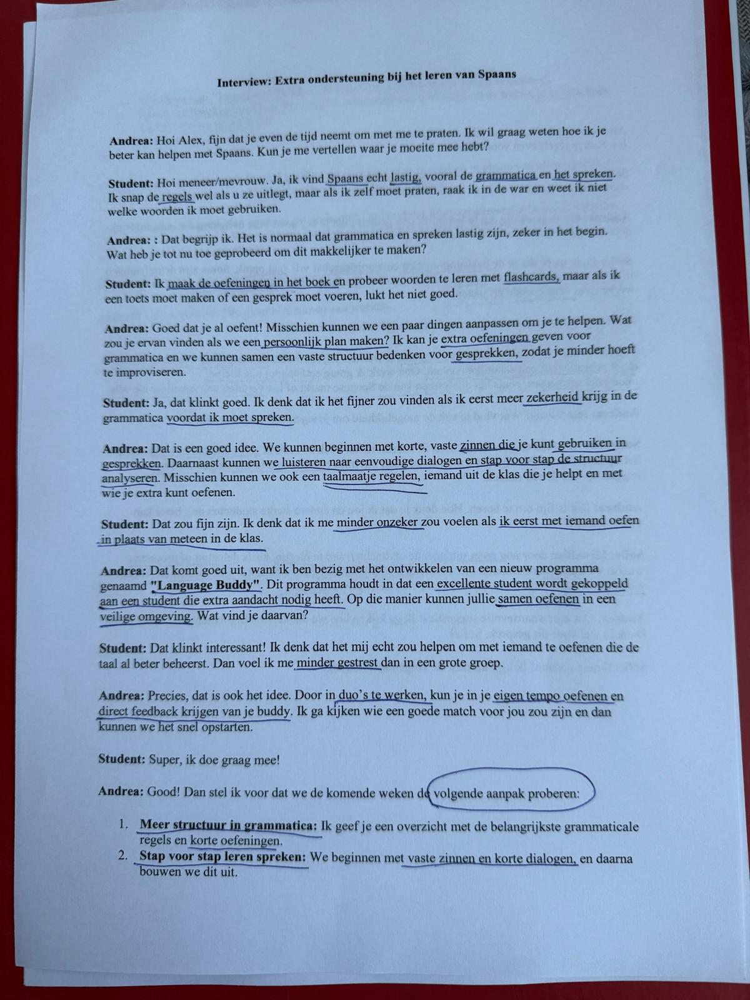 Interview: Extra ondersteuning bij het leren van Spaans
Andrea: Hoi Alex, fijn dat je even de tijd neemt om met me te praten. Ik wil graag weten hoe ik je
beter kan helpen met Spaans. Kun je me vertellen waar je moeite mee hebt?
Student: Hoi meneer/mevrouw. Ja, ik vind Spaans echt lastig, vooral de grammatica en het spreken.
Ik snap de regels wel als u ze uitlegt, maar als ik zelf moet praten, raak ik in de war en weet ik niet
welke woorden ik moet gebruiken.
Andrea: : Dat begrijp ik. Het is normaal dat grammatica en spreken lastig zijn, zeker in het begin.
Wat heb je tot nu toe geprobeerd om dit makkelijker te maken?
Student: Ik maak de oefeningen in het boek en probeer woorden te leren met flashcards, maar als ik
een toets moet maken of een gesprek moet voeren, lukt het niet goed.
Andrea: Goed dat je al oefent! Misschien kunnen we een paar dingen aanpassen om je te helpen. Wat
zou je ervan vinden als we een persoonlijk plan maken? Ik kan je extra oefeningen geven voor
grammatica en we kunnen samen een vaste structuur bedenken voor gesprekken, zodat je minder hoeft
te improviseren.
Student: Ja, dat klinkt goed. Ik denk dat ik het fijner zou vinden als ik eerst meer zekerheid krijg in de
grammatica voordat ik moet spreken.
Andrea: Dat is een goed idee. We kunnen beginnen met korte, vaste zinnen die je kunt gebruiken in
gesprekken. Daarnaast kunnen we luisteren naar eenvoudige dialogen en stap voor stap de structuur
analyseren. Misschien kunnen we ook een taalmaatje regelen, iemand uit de klas die je helpt en met
wie je extra kunt oefenen.
Student: Dat zou fijn zijn. Ik denk dat ik me minder onzeker zou voelen als ik eerst met iemand oefen
in plaats van meteen in de klas.
Andrea: Dat komt goed uit, want ik ben bezig met het ontwikkelen van een nieuw programma
genaamd "Language Buddy". Dit programma houdt in dat een excellente student wordt gekoppeld
aan een student die extra aandacht nodig heeft. Op die manier kunnen jullie samen oefenen in een
veilige omgeving. Wat vind je daarvan?
Student: Dat klinkt interessant! Ik denk dat het mij echt zou helpen om met iemand te oefenen die de
taal al beter beheerst. Dan voel ik me minder gestrest dan in een grote groep.
Andrea: Precies, dat is ook het idee. Door in duo's te werken, kun je in je eigen tempo oefenen en
direct feedback krijgen van je buddy. Ik ga kijken wie een goede match voor jou zou zijn en dan
kunnen we het snel opstarten.
Student: Super, ik doe graag mee!
Andrea: Good! Dan stel ik voor dat we de komende weken de volgende aanpak proberen:
1. Meer structuur in grammatica: Ik geef je een overzicht met de belangrijkste grammaticale
regels en korte oefeningen.
2. Stap voor stap leren spreken: We beginnen met vaste zinnen en korte dialogen, en daarna
bouwen we dit uit.